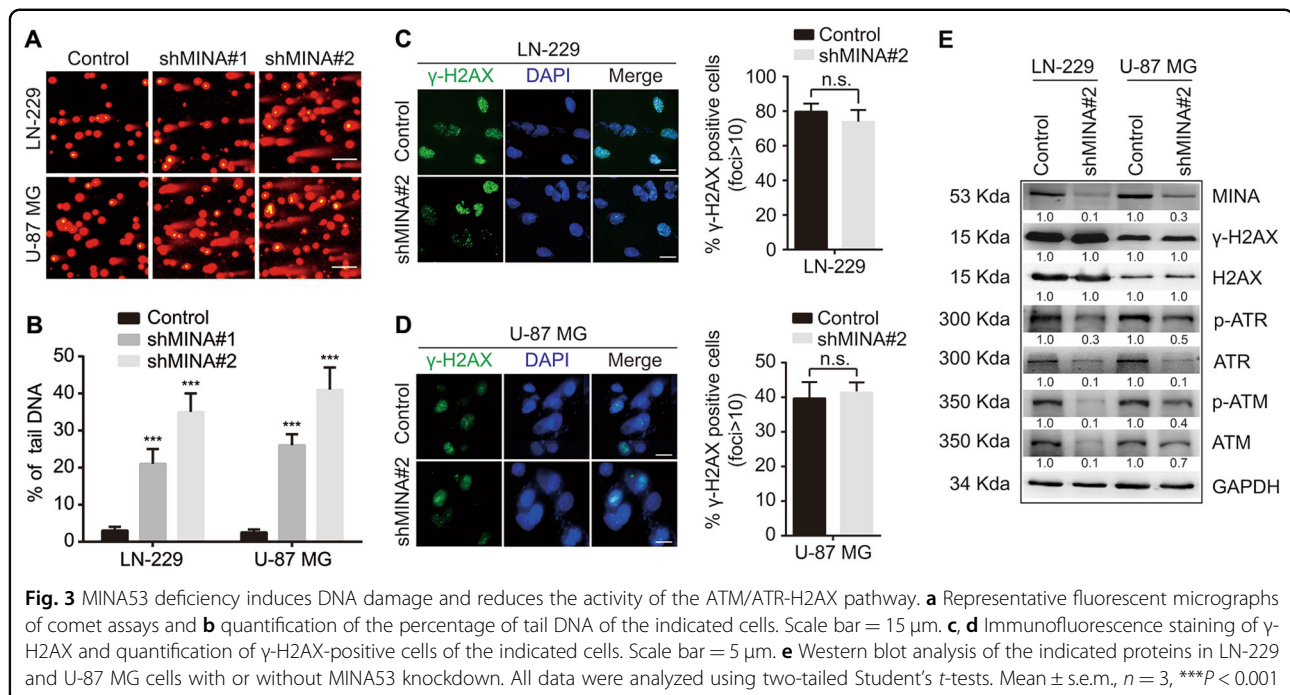 A
Control shMINA#1 shMINA#2
LN-229
U-87 MG
B
Control
shMINA#1
shMINA#2
% of tail DNA
50
40
30
20
10
0
*** *** *** ***
LN-229 U-87 MG
C
LN-229
γ-H2AX DAPI Merge
Control
shMINA#2
Control
shMINA#2
% γ-H2AX positive cells
(foci>10)
100
80
60
40
20
0
n.s.
LN-229
D
U-87 MG
γ-H2AX DAPI Merge
Control
shMINA#2
Control
shMINA#2
% γ-H2AX positive cells
(foci>10)
60
40
20
0
n.s.
U-87 MG
E
LN-229 U-87 MG
Control shMINA#2 Control shMINA#2
53 Kda MINA
1.0 0.1 1.0 0.3
15 Kda γ-H2AX
1.0 1.0 1.0 1.0
15 Kda H2AX
1.0 1.0 1.0 1.0
300 Kda p-ATR
1.0 0.3 1.0 0.5
300 Kda ATR
1.0 0.1 1.0 0.1
350 Kda p-ATM
1.0 0.1 1.0 0.4
350 Kda ATM
1.0 0.1 1.0 0.7
34 Kda GAPDH
Fig. 3 MINA53 deficiency induces DNA damage and reduces the activity of the ATM/ATR-H2AX pathway. a Representative fluorescent micrographs
of comet assays and b quantification of the percentage of tail DNA of the indicated cells. Scale bar = 15 μm. c, d Immunofluorescence staining of γ-
H2AX and quantification of γ-H2AX-positive cells of the indicated cells. Scale bar = 5 μm. e Western blot analysis of the indicated proteins in LN-229
and U-87 MG cells with or without MINA53 knockdown. All data were analyzed using two-tailed Student's t-tests. Mean ± s.e.m., n = 3, ***P < 0.001